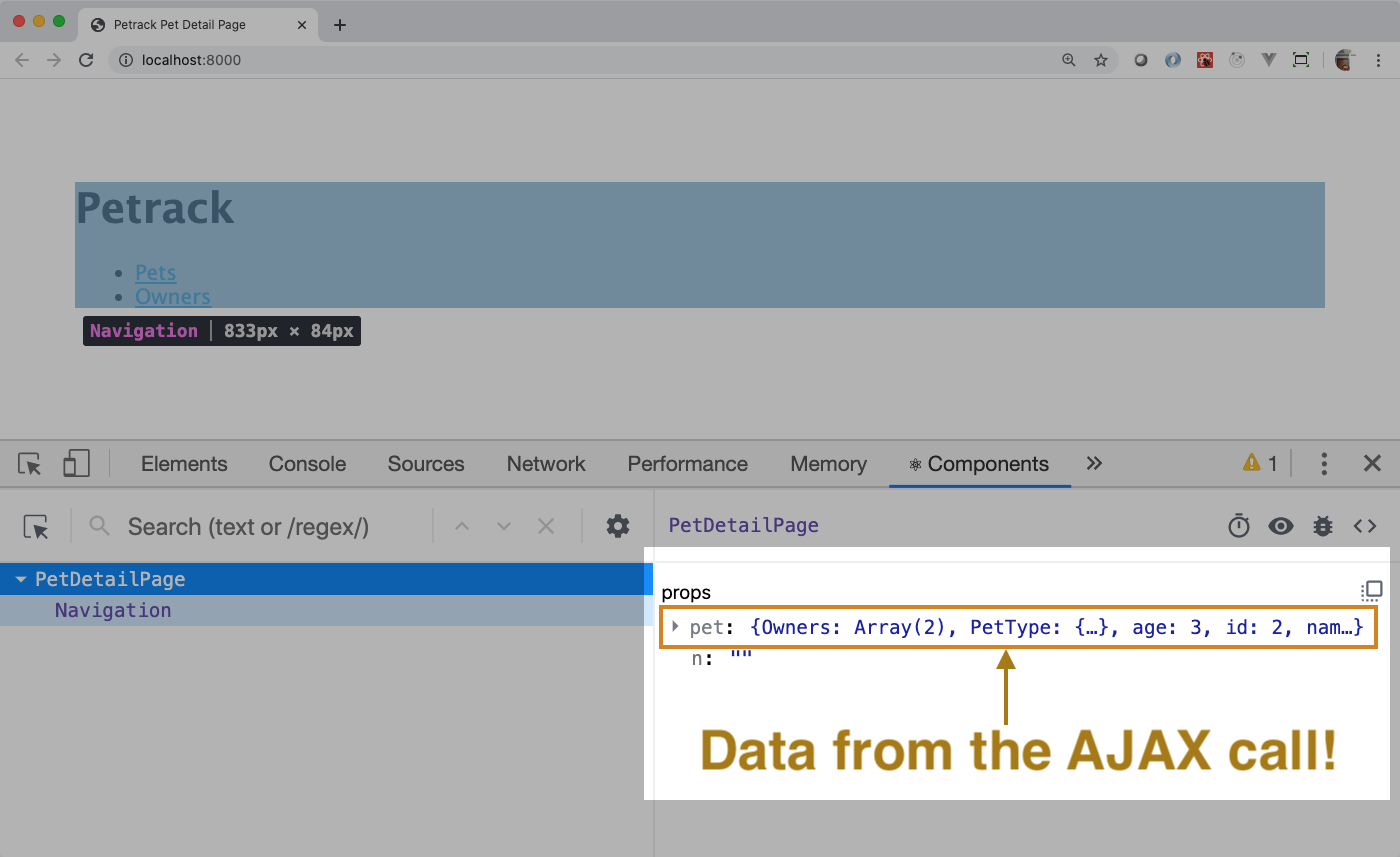 Petrack Pet Detail Page
localhost:8000
Petrack
Pets
Owners
Navigation | 833px × 84px
Elements Console Sources Network Performance Memory Components 1
Search (text or /regex/)
PetDetailPage
PetDetailPage
Navigation
props
pet: {Owners: Array(2), PetType: {…}, age: 3, id: 2, nam…}
n: ""
Data from the AJAX call!